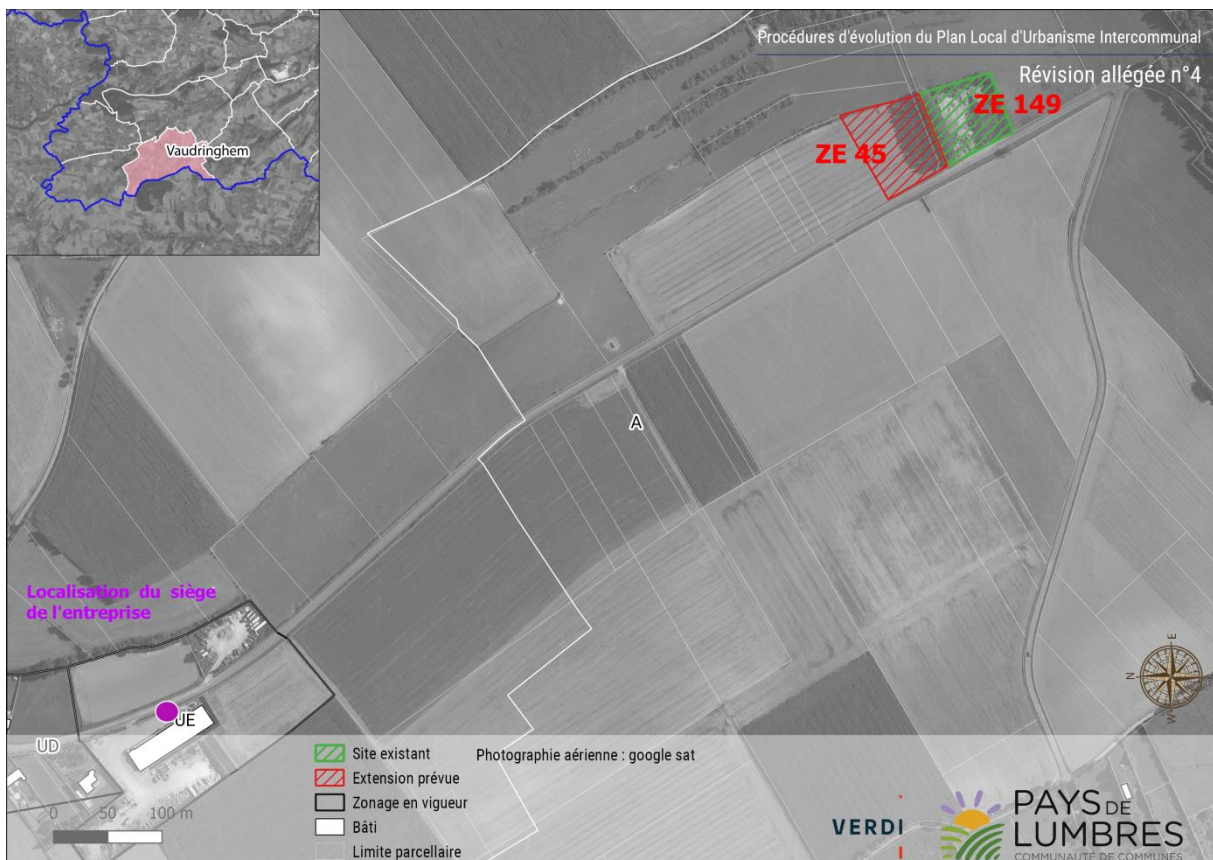 Procédures d'évolution du Plan Local d'Urbanisme Intercommunal
Révision allégée n°4
Vaudringhem
ZE 149
ZE 45
A
Localisation du siège
de l'entreprise
UE
UD
N
E
W
S
0 50 100 m
Site existant
Extension prévue
Zonage en vigueur
Bâti
Limite parcellaire
Photographie aérienne : google sat
VERDI
PAYS DE
LUMBRES
COMMUNAUTÉ DE COMMUNES